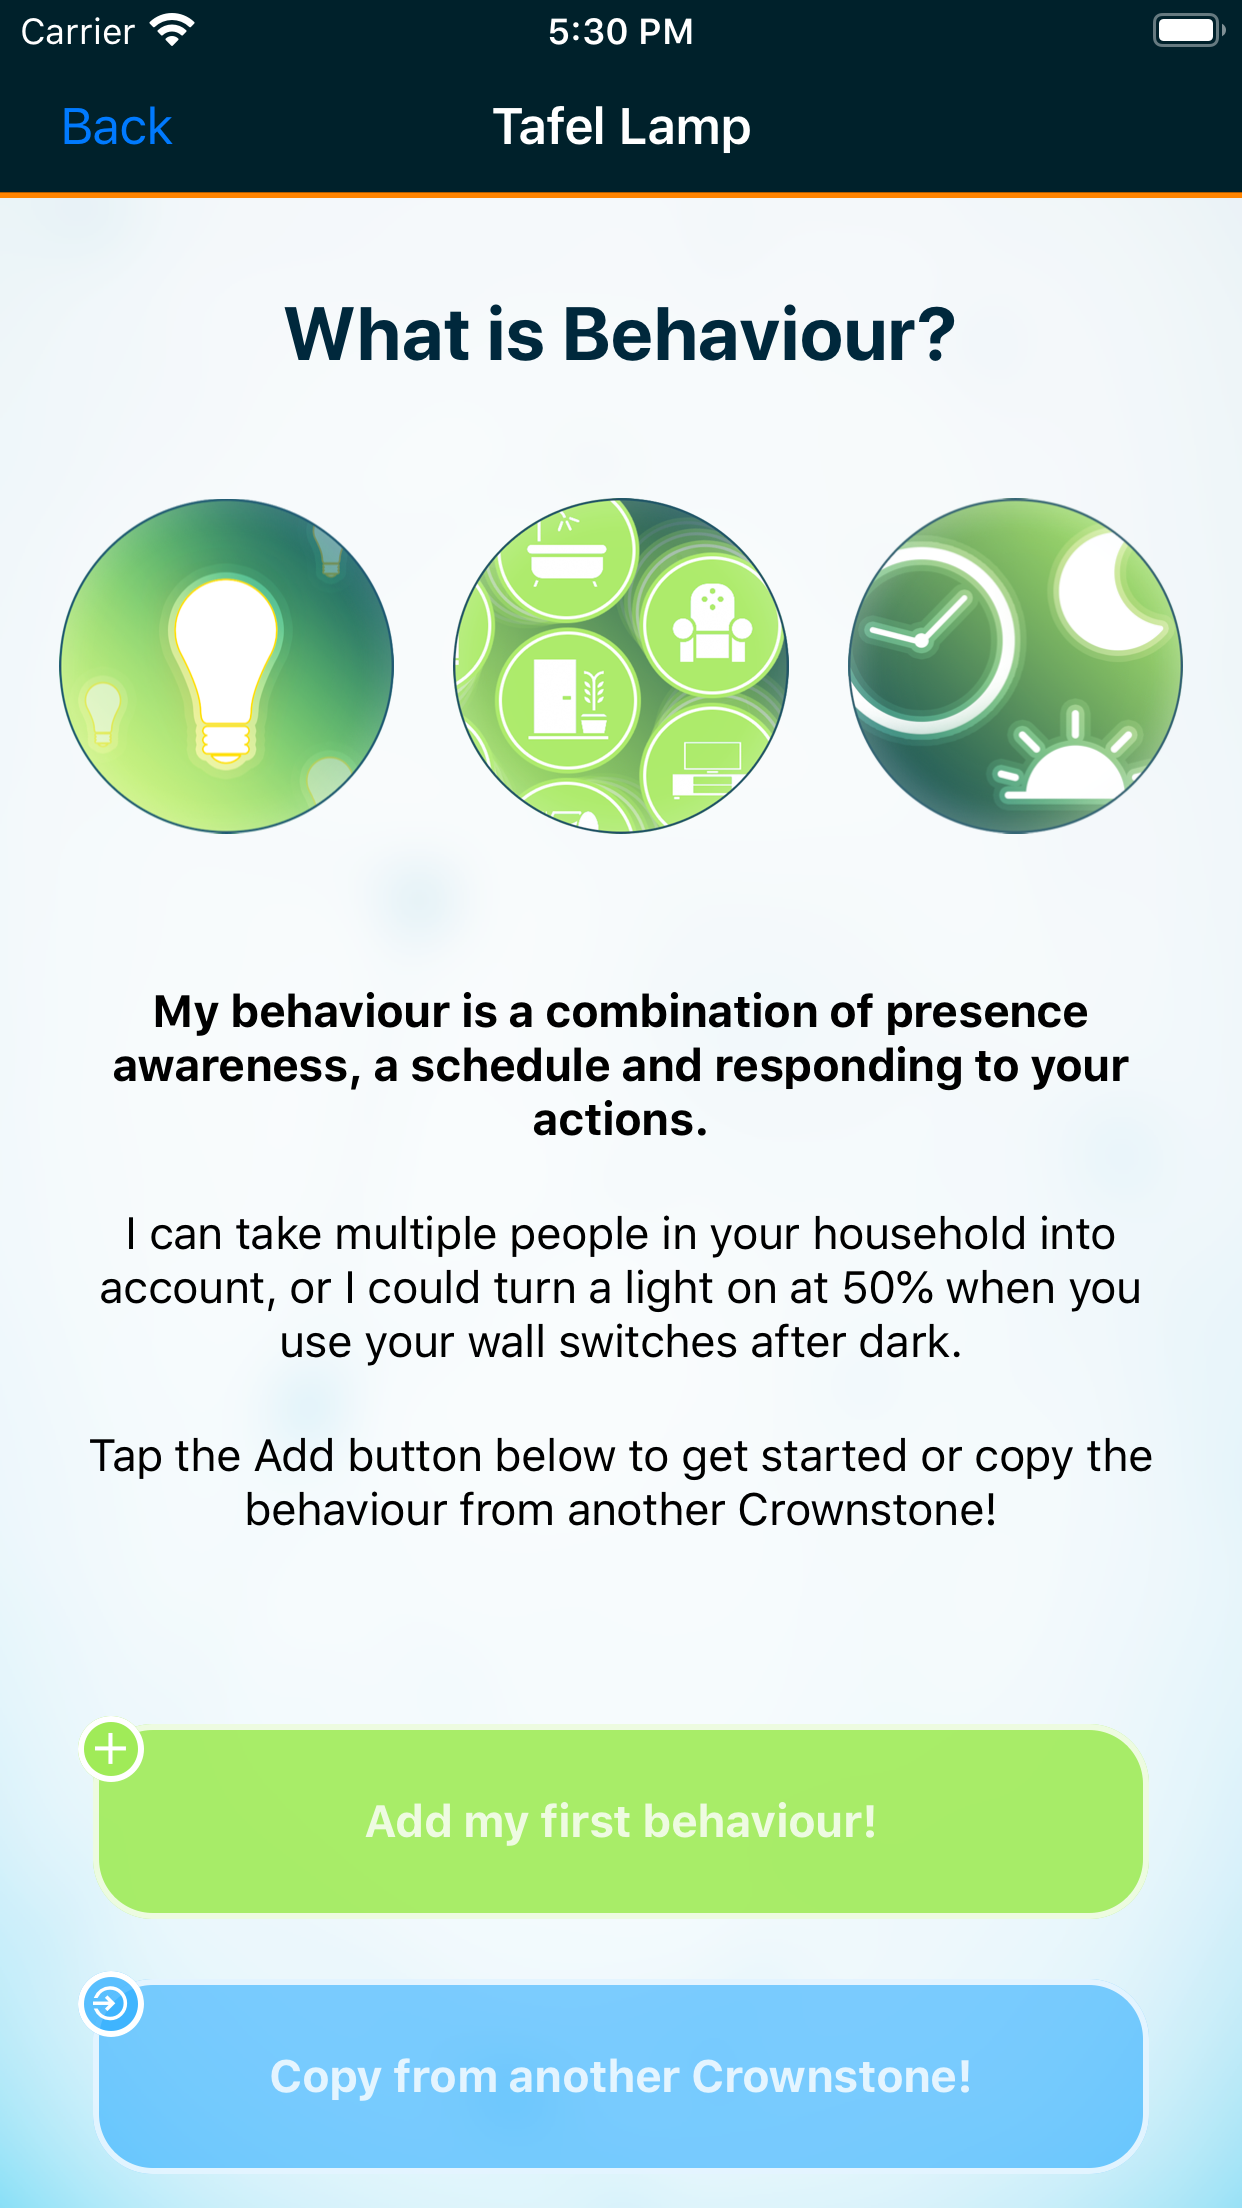 Carrier
5:30 PM
Back
Tafel Lamp
What is Behaviour?
My behaviour is a combination of presence
awareness, a schedule and responding to your
actions.
I can take multiple people in your household into
account, or I could turn a light on at 50% when you
use your wall switches after dark.
Tap the Add button below to get started or copy the
behaviour from another Crownstone!
Add my first behaviour!
Copy from another Crownstone!